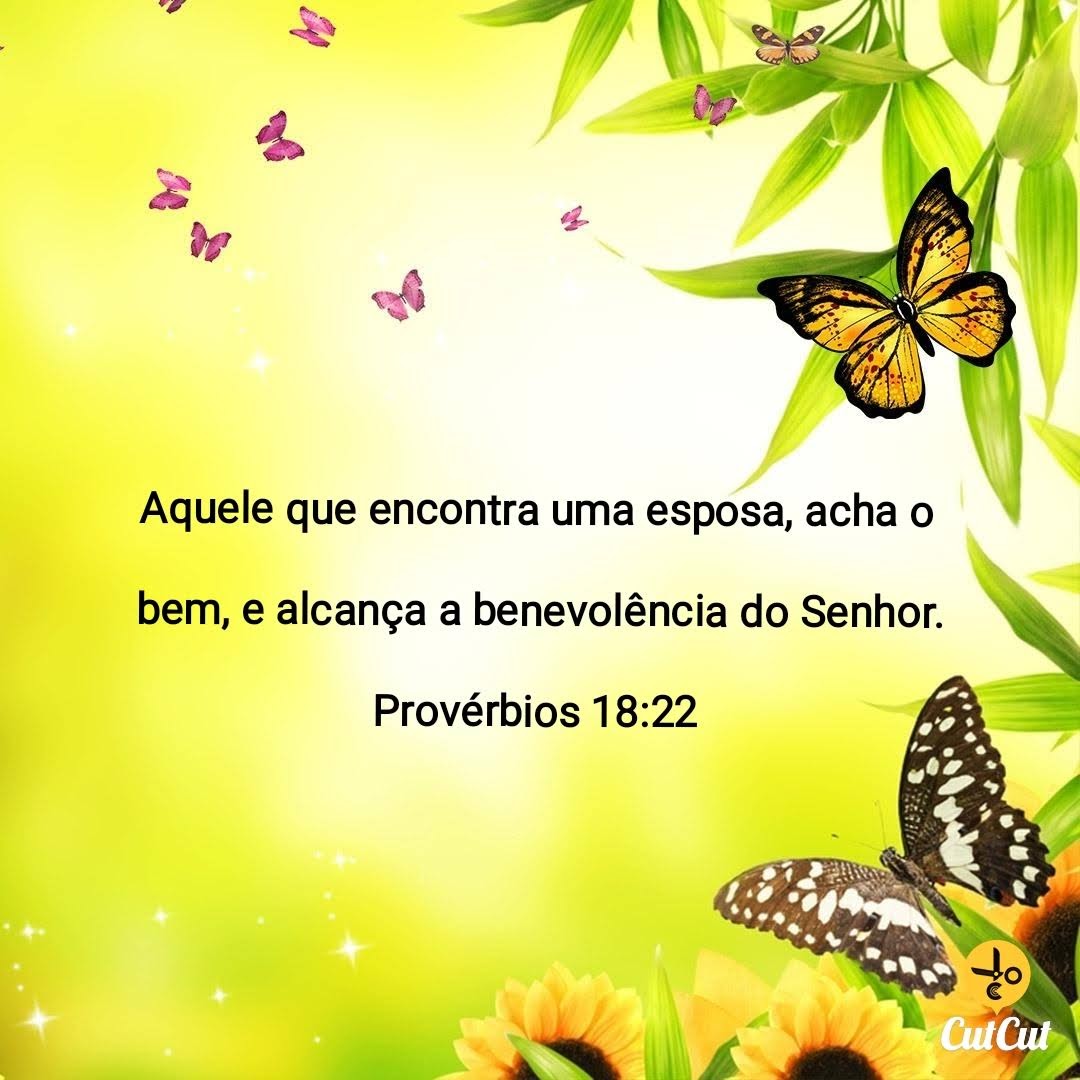 Aquele que encontra uma esposa, acha o
bem, e alcança a benevolência do Senhor.
Provérbios 18:22
CutCut